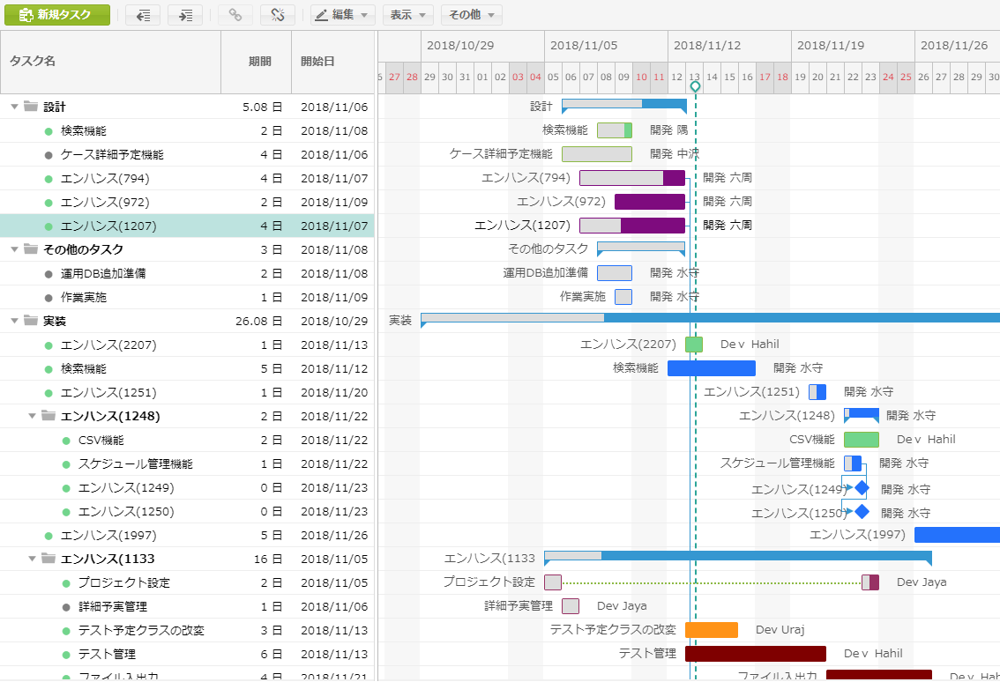 新規タスク 編集 表示 その他
タスク名 期間 開始日
2018/10/29 2018/11/05 2018/11/12 2018/11/19 2018/11/26
27 28 29 30 31 01 02 03 04 05 06 07 08 09 10 11 12 13 14 15 16 17 18 19 20 21 22 23 24 25 26 27 28 29 30
設計 5.08 日 2018/11/06 設計
検索機能 2 日 2018/11/08 検索機能 開発 隅
ケース詳細予定機能 4 日 2018/11/06 ケース詳細予定機能 開発 中沢
エンハンス(794) 4 日 2018/11/07 エンハンス(794) 開発 六周
エンハンス(972) 2 日 2018/11/09 エンハンス(972) 開発 六周
エンハンス(1207) 4 日 2018/11/07 エンハンス(1207) 開発 六周
その他のタスク 3 日 2018/11/08 その他のタスク
運用DB追加準備 2 日 2018/11/08 運用DB追加準備 開発 水守
作業実施 1 日 2018/11/09 作業実施 開発 水守
実装 26.08 日 2018/10/29 実装
エンハンス(2207) 1 日 2018/11/13 エンハンス(2207) Dev Hahil
検索機能 5 日 2018/11/12 検索機能 開発 水守
エンハンス(1251) 1 日 2018/11/20 エンハンス(1251) 開発 水守
エンハンス(1248) 2 日 2018/11/22 エンハンス(1248) 開発 水守
CSV機能 2 日 2018/11/22 CSV機能 Dev Hahil
スケジュール管理機能 1 日 2018/11/22 スケジュール管理機能 開発 水守
エンハンス(1249) 0 日 2018/11/23 エンハンス(1249) 開発 水守
エンハンス(1250) 0 日 2018/11/23 エンハンス(1250) 開発 水守
エンハンス(1997) 5 日 2018/11/26 エンハンス(1997)
エンハンス(1133 16 日 2018/11/05 エンハンス(1133
プロジェクト設定 2 日 2018/11/05 プロジェクト設定 Dev Jaya
詳細予実管理 1 日 2018/11/06 詳細予実管理 Dev Jaya
テスト予定クラスの改変 3 日 2018/11/13 テスト予定クラスの改変 Dev Uraj
テスト管理 6 日 2018/11/13 テスト管理 Dev Hahil
ファイル入出力 4 日 2018/11/21 ファイル入出力 Dev